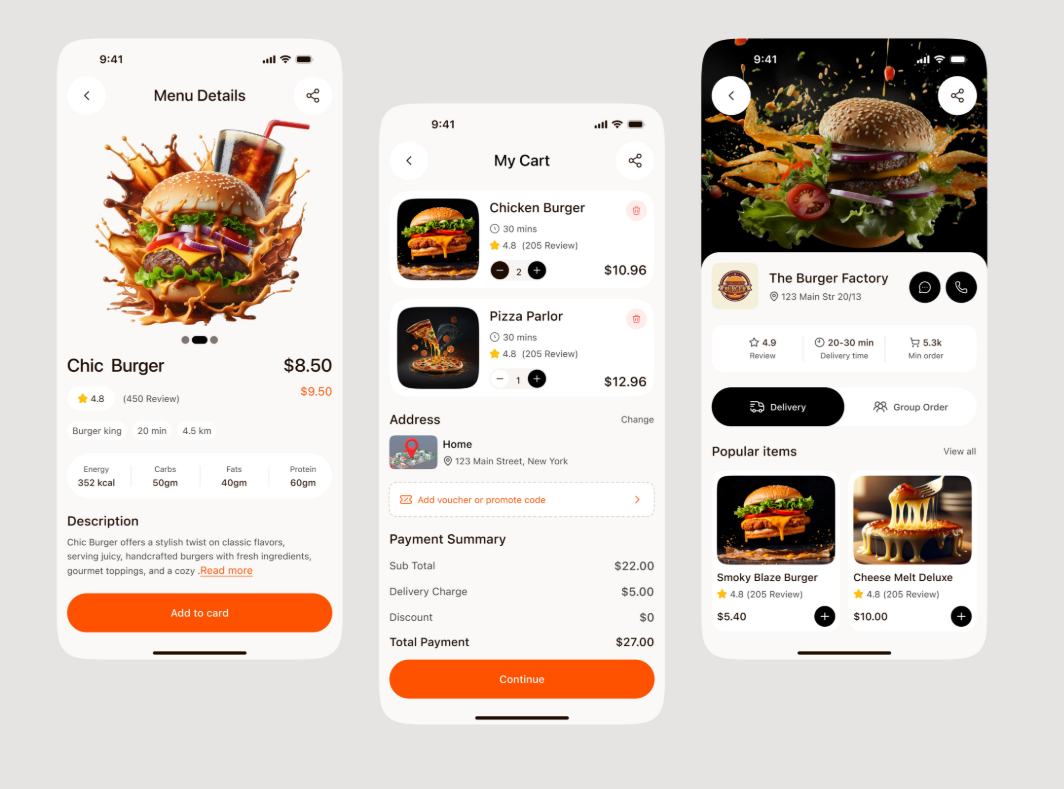 9:41
Menu Details
Chic Burger $8.50
4.8 (450 Review) $9.50
Burger king 20 min 4.5 km
Energy Carbs Fats Protein
352 kcal 50gm 40gm 60gm
Description
Chic Burger offers a stylish twist on classic flavors,
serving juicy, handcrafted burgers with fresh ingredients,
gourmet toppings, and a cozy .Read more
Add to card
9:41
My Cart
Chicken Burger
30 mins
4.8 (205 Review)
2 $10.96
Pizza Parlor
30 mins
4.8 (205 Review)
1 $12.96
Address Change
Home
123 Main Street, New York
Add voucher or promote code
Payment Summary
Sub Total $22.00
Delivery Charge $5.00
Discount $0
Total Payment $27.00
Continue
9:41
The Burger Factory
123 Main Str 20/13
4.9 20-30 min 5.3k
Review Delivery time Min order
Delivery Group Order
Popular items View all
Smoky Blaze Burger Cheese Melt Deluxe
4.8 (205 Review) 4.8 (205 Review)
$5.40 $10.00